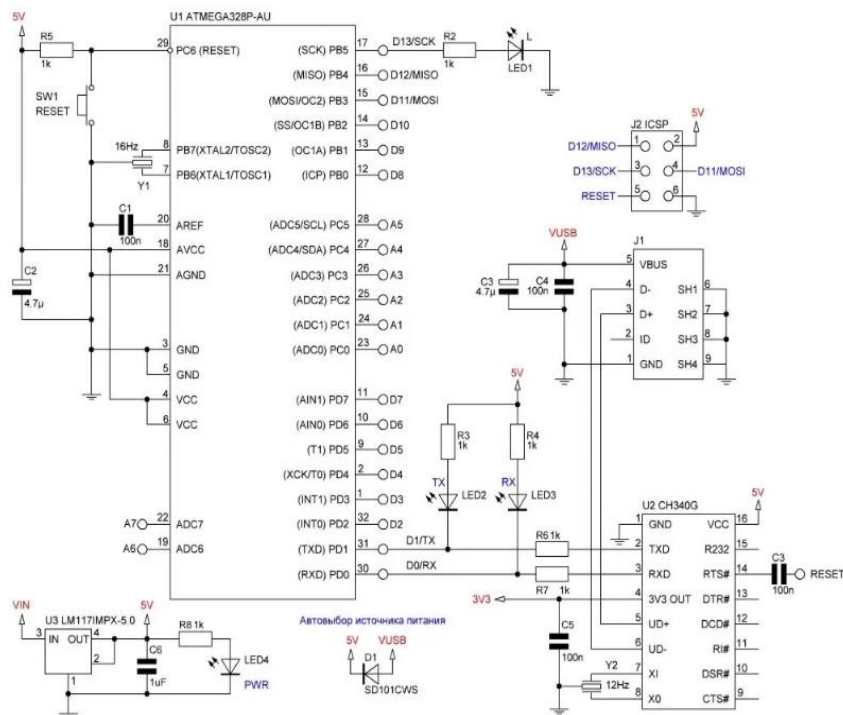 5V
U1 ATMEGA328P-AU
R5
1k
SW1
RESET
29
PC6 (RESET)
16Hz
Y1
8
PB7(XTAL2/TOSC2)
7
PB6(XTAL1/TOSC1)
C1
100n
20
AREF
18
AVCC
21
AGND
C2
4.7µ
3
GND
5
GND
4
VCC
6
VCC
A7
22
ADC7
A6
19
ADC6
(SCK) PB5
17
D13/SCK
R2
1k
L
LED1
(MISO) PB4
16
D12/MISO
(MOSI/OC2) PB3
15
D11/MOSI
(SS/OC1B) PB2
14
D10
(OC1A) PB1
13
D9
(ICP) PB0
12
D8
(ADC5/SCL) PC5
28
A5
(ADC4/SDA) PC4
27
A4
(ADC3) PC3
26
A3
(ADC2) PC2
25
A2
(ADC1) PC1
24
A1
(ADC0) PC0
23
A0
(AIN1) PD7
11
D7
(AIN0) PD6
10
D6
(T1) PD5
9
D5
(XCK/T0) PD4
2
D4
(INT1) PD3
1
D3
(INT0) PD2
32
D2
(TXD) PD1
31
D1/TX
(RXD) PD0
30
D0/RX
J2 ICSP
5V
D12/MISO
1
2
D13/SCK
3
4
D11/MOSI
RESET
5
6
VUSB
J1
C3
4.7µ
C4
100n
5
VBUS
4
D-
SH1
6
3
D+
SH2
7
2
ID
SH3
8
1
GND
SH4
9
5V
R3
1k
R4
1k
TX
LED2
RX
LED3
R6
1k
R7
1k
U2 CH340G
5V
1
GND
VCC
16
2
TXD
R232
15
3
RXD
RTS#
14
C3
100n
RESET
3V3
4
3V3 OUT
DTR#
13
5
UD+
DCD#
12
6
UD-
RI#
11
7
XI
DSR#
10
8
X0
CTS#
9
C5
100n
Y2
12Hz
VIN
U3 LM117IMPX-5.0
5V
3
IN
OUT
4
2
1
R8
1k
C6
1uF
LED4
PWR
Автовыбор источника питания
5V
VUSB
D1
SD101CWS